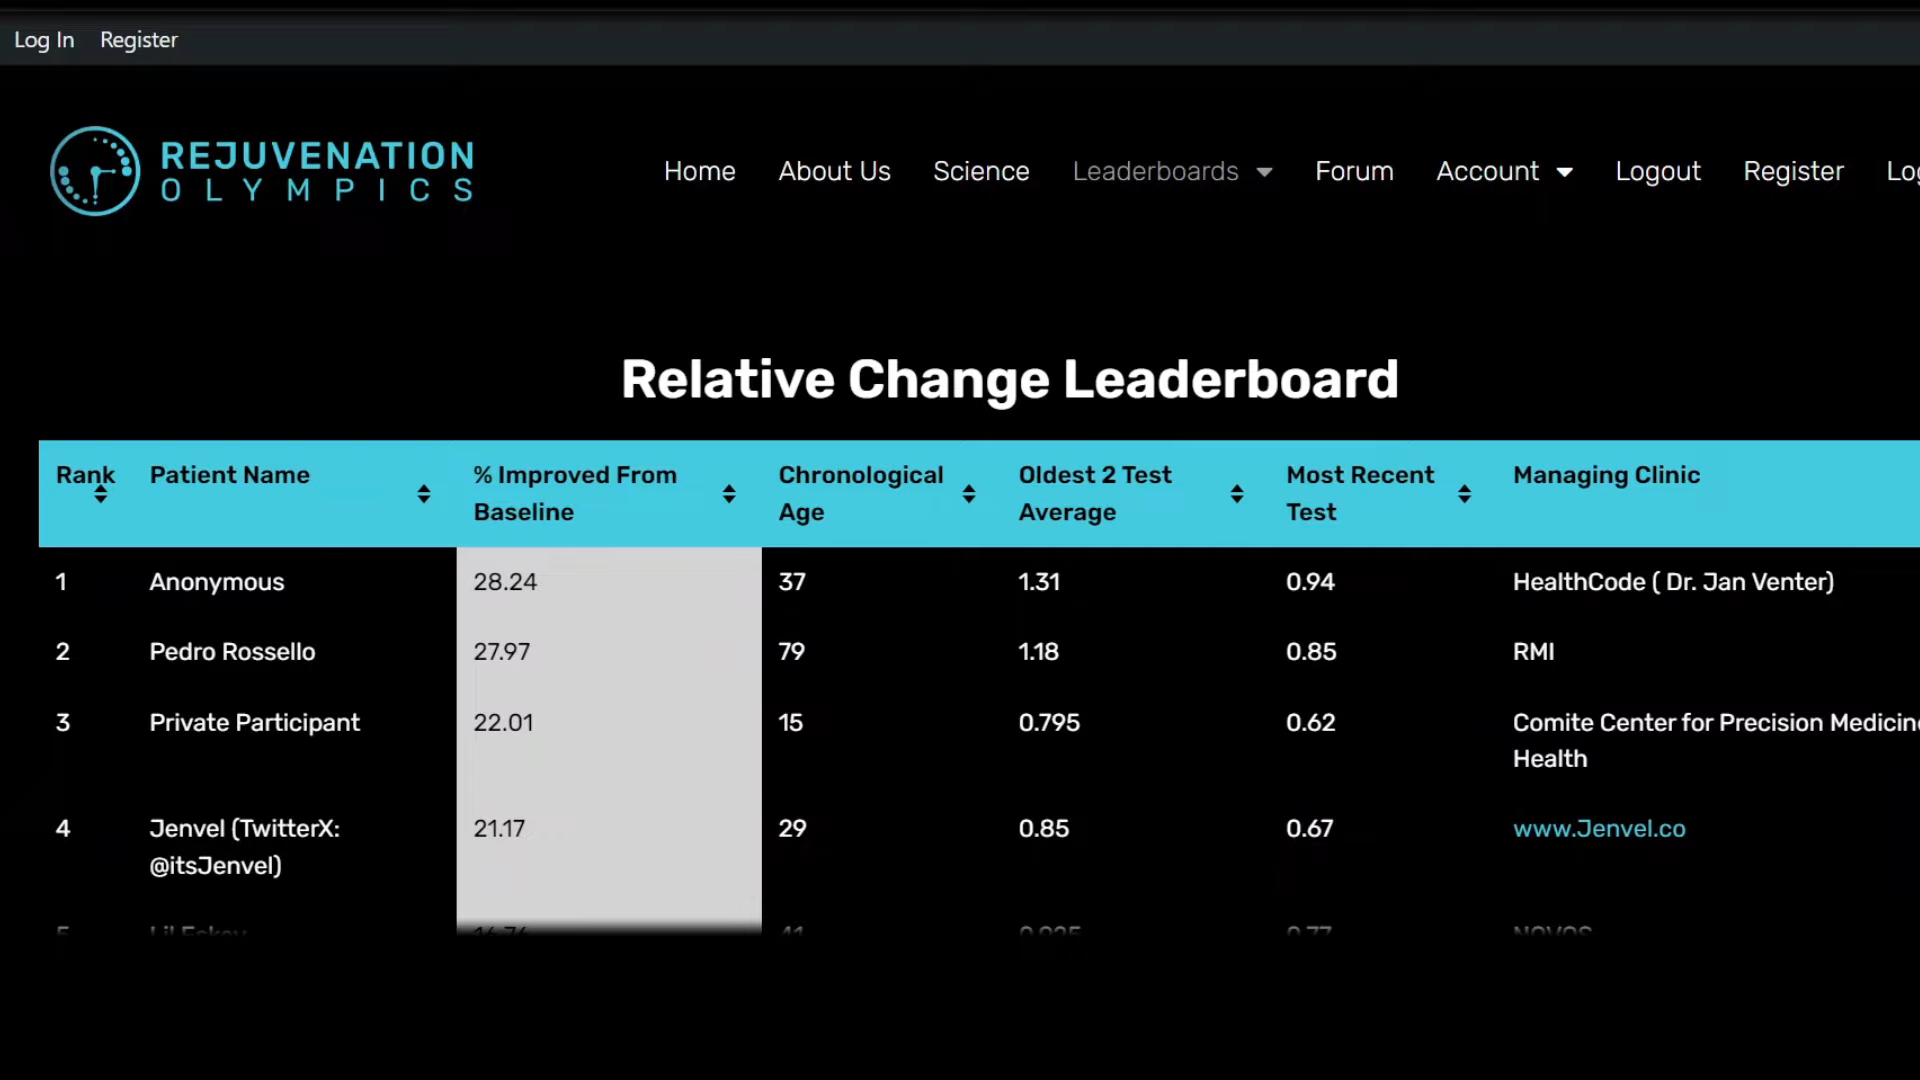 Log In Register
REJUVENATION
OLYMPICS
Home About Us Science Leaderboards Forum Account Logout Register
Relative Change Leaderboard
Rank Patient Name % Improved From Baseline Chronological Age Oldest 2 Test Average Most Recent Test Managing Clinic
1 Anonymous 28.24 37 1.31 0.94 HealthCode ( Dr. Jan Venter)
2 Pedro Rossello 27.97 79 1.18 0.85 RMI
3 Private Participant 22.01 15 0.795 0.62 Comite Center for Precision Medicine Health
4 Jenvel (TwitterX: @itsJenvel) 21.17 29 0.85 0.67 www.Jenvel.co